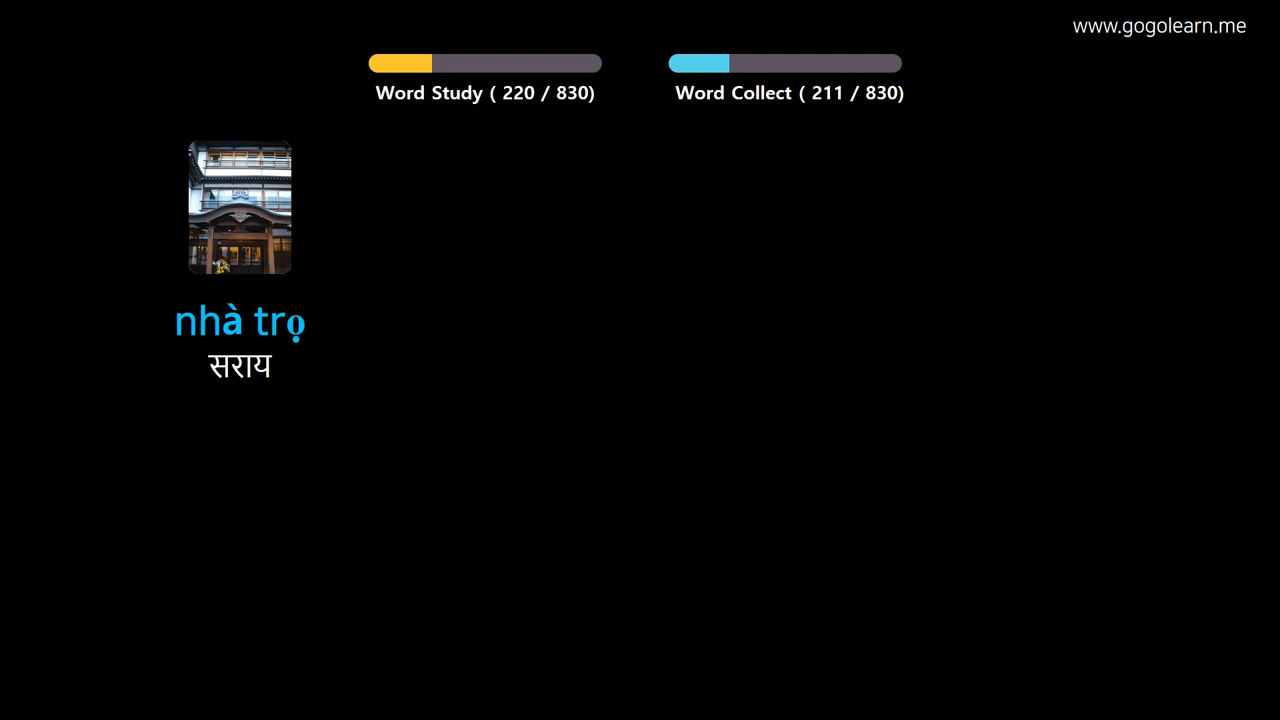 www.gogolearn.me
Word Study ( 220 / 830)
Word Collect ( 211 / 830)
nhà trọ
सराय